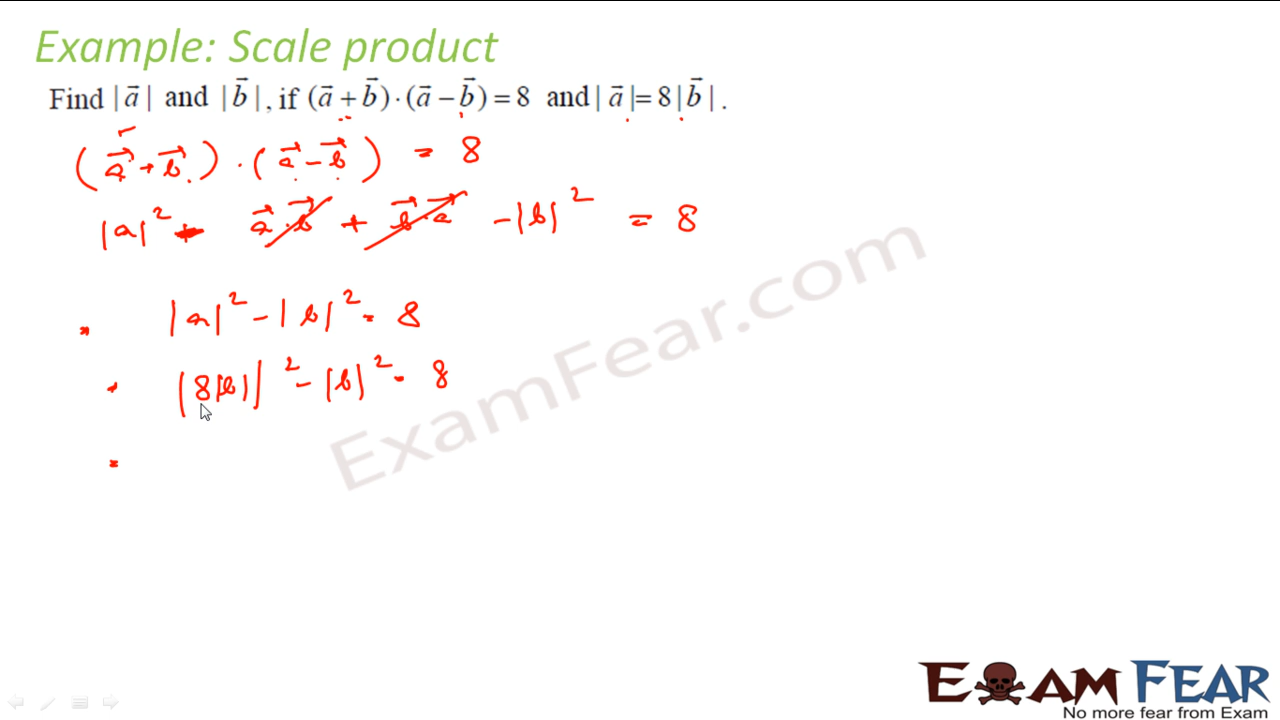 Example: Scale product
Find |a⃗| and |b⃗|, if (a⃗ + b⃗)·(a⃗ − b⃗) = 8 and |a⃗| = 8|b⃗|.
(a⃗ + b⃗) · (a⃗ − b⃗) = 8
|a|² - a⃗·b⃗ + b⃗ a⃗ − |b|² = 8
|a|² − |b|² = 8
|8|b||² − |b|² = 8
=
ExamFear.com
EXAM FEAR
No more fear from Exam